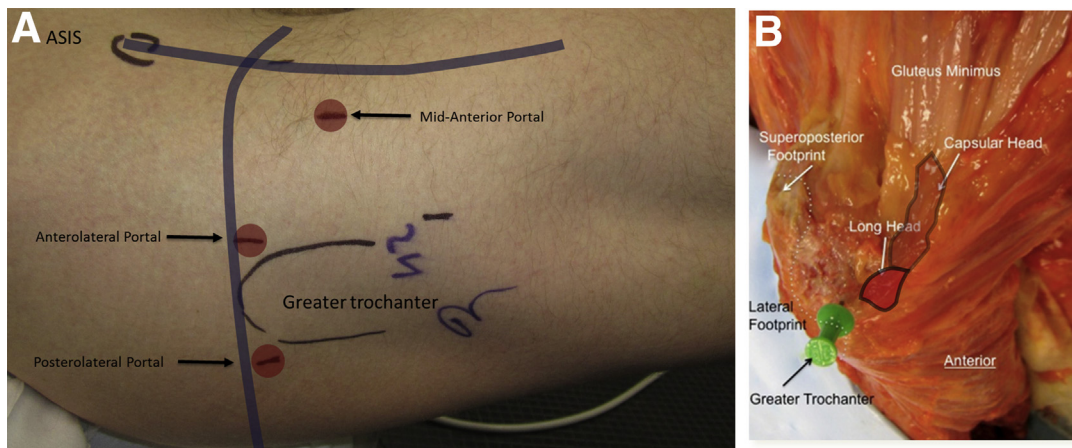 A
ASIS
Mid-Anterior Portal
Anterolateral Portal
Greater trochanter
Posterolateral Portal
B
Gluteus Minimus
Superoposterior
Footprint
Capsular Head
Long Head
Lateral
Footprint
Anterior
Greater Trochanter